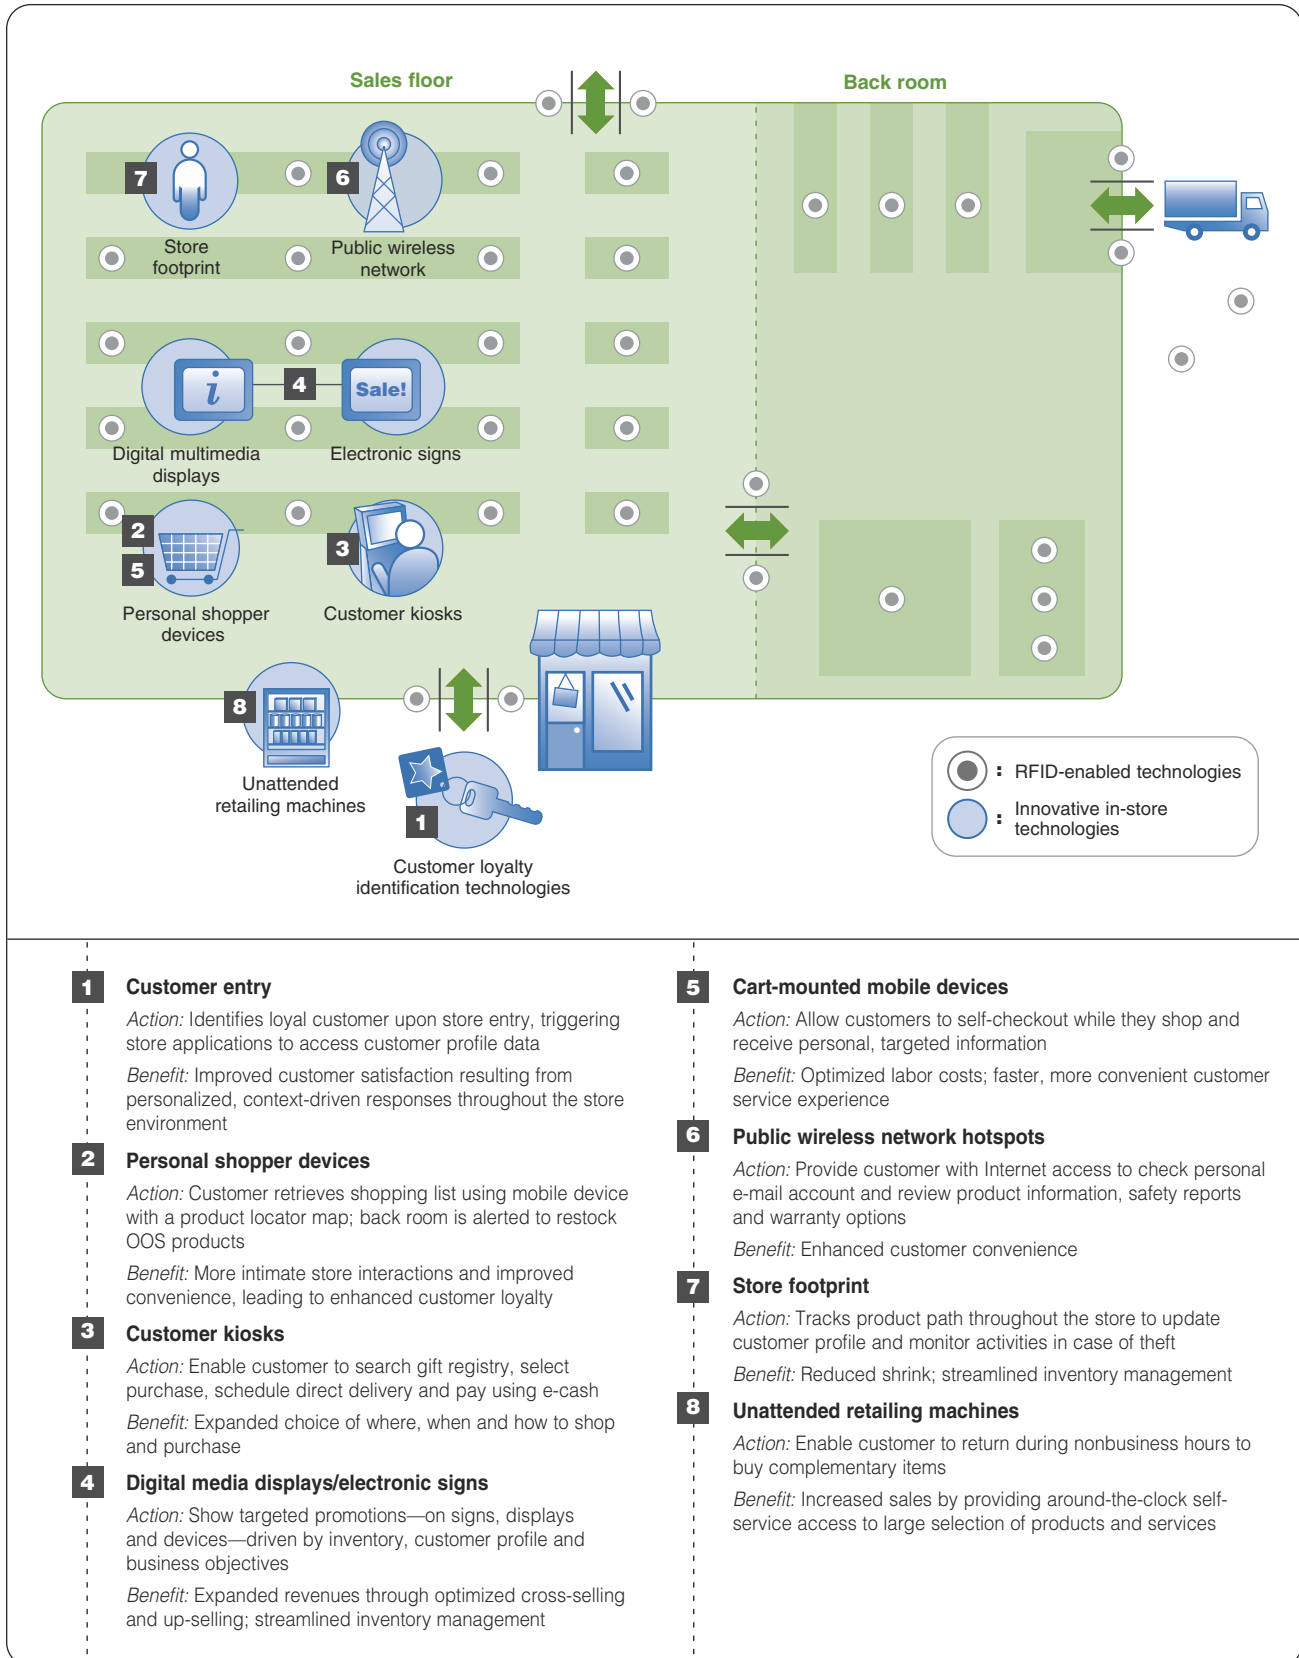 Sales floor
Back room
7
6
Store
footprint
Public wireless
network
i
4
Sale!
Digital multimedia
displays
Electronic signs
2
5
3
Personal shopper
devices
Customer kiosks
8
Unattended
retailing machines
1
Customer loyalty
identification technologies
: RFID-enabled technologies
: Innovative in-store
technologies
1 Customer entry
Action: Identifies loyal customer upon store entry, triggering
store applications to access customer profile data
Benefit: Improved customer satisfaction resulting from
personalized, context-driven responses throughout the store
environment
2 Personal shopper devices
Action: Customer retrieves shopping list using mobile device
with a product locator map; back room is alerted to restock
OOS products
Benefit: More intimate store interactions and improved
convenience, leading to enhanced customer loyalty
3 Customer kiosks
Action: Enable customer to search gift registry, select
purchase, schedule direct delivery and pay using e-cash
Benefit: Expanded choice of where, when and how to shop
and purchase
4 Digital media displays/electronic signs
Action: Show targeted promotions—on signs, displays
and devices—driven by inventory, customer profile and
business objectives
Benefit: Expanded revenues through optimized cross-selling
and up-selling; streamlined inventory management
5 Cart-mounted mobile devices
Action: Allow customers to self-checkout while they shop and
receive personal, targeted information
Benefit: Optimized labor costs; faster, more convenient customer
service experience
6 Public wireless network hotspots
Action: Provide customer with Internet access to check personal
e-mail account and review product information, safety reports
and warranty options
Benefit: Enhanced customer convenience
7 Store footprint
Action: Tracks product path throughout the store to update
customer profile and monitor activities in case of theft
Benefit: Reduced shrink; streamlined inventory management
8 Unattended retailing machines
Action: Enable customer to return during nonbusiness hours to
buy complementary items
Benefit: Increased sales by providing around-the-clock self-
service access to large selection of products and services